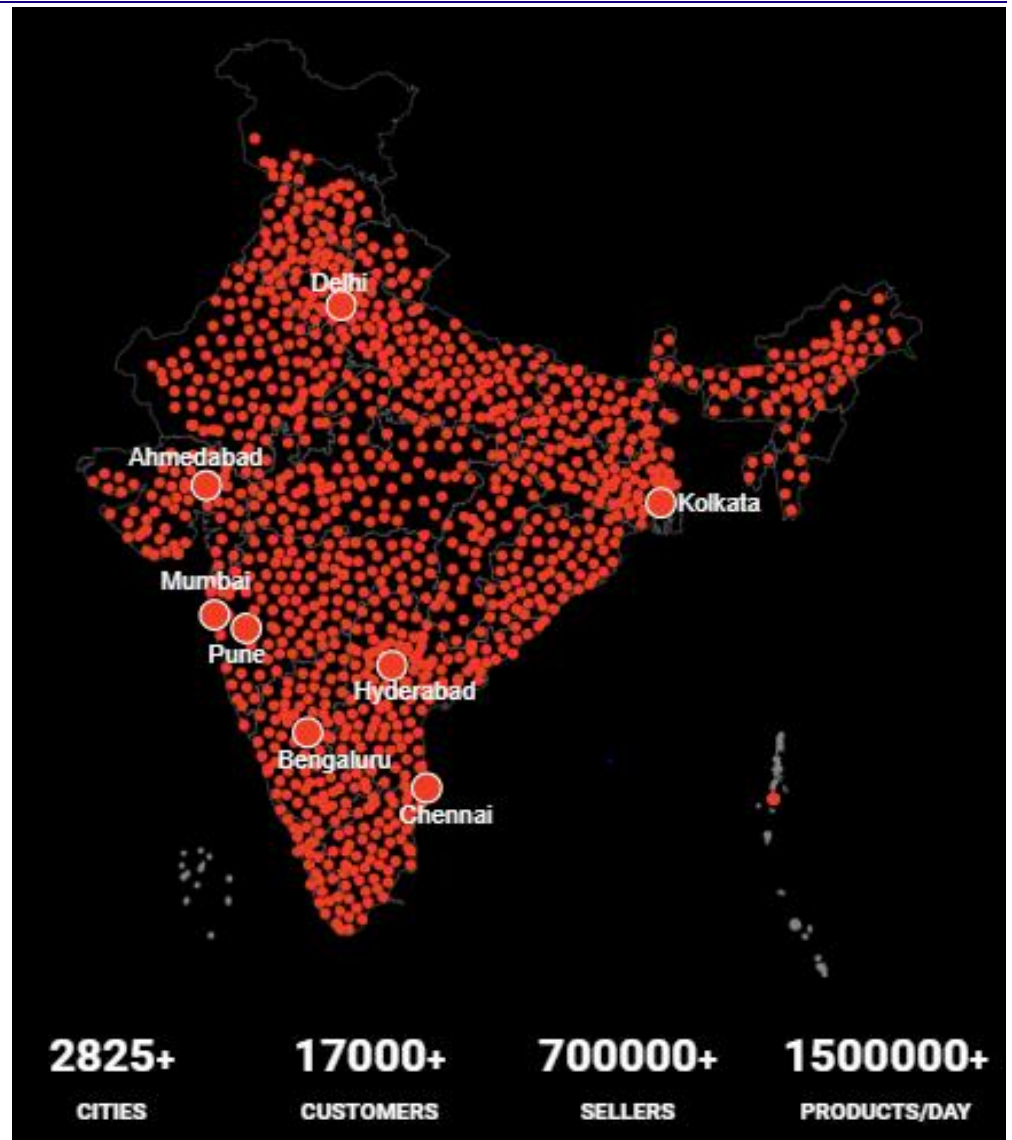 Delhi
Ahmedabad
Kolkata
Mumbai
Pune
Hyderabad
Bengaluru
Chennai
2825+ 17000+ 700000+ 1500000+
CITIES CUSTOMERS SELLERS PRODUCTS/DAY